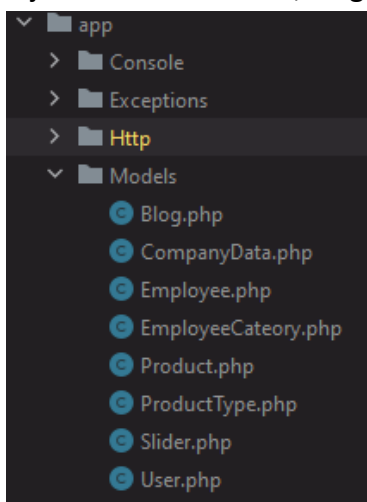 app
Console
Exceptions
Http
Models
C Blog.php
C CompanyData.php
C Employee.php
C EmployeeCateory.php
C Product.php
C ProductType.php
C Slider.php
C User.php